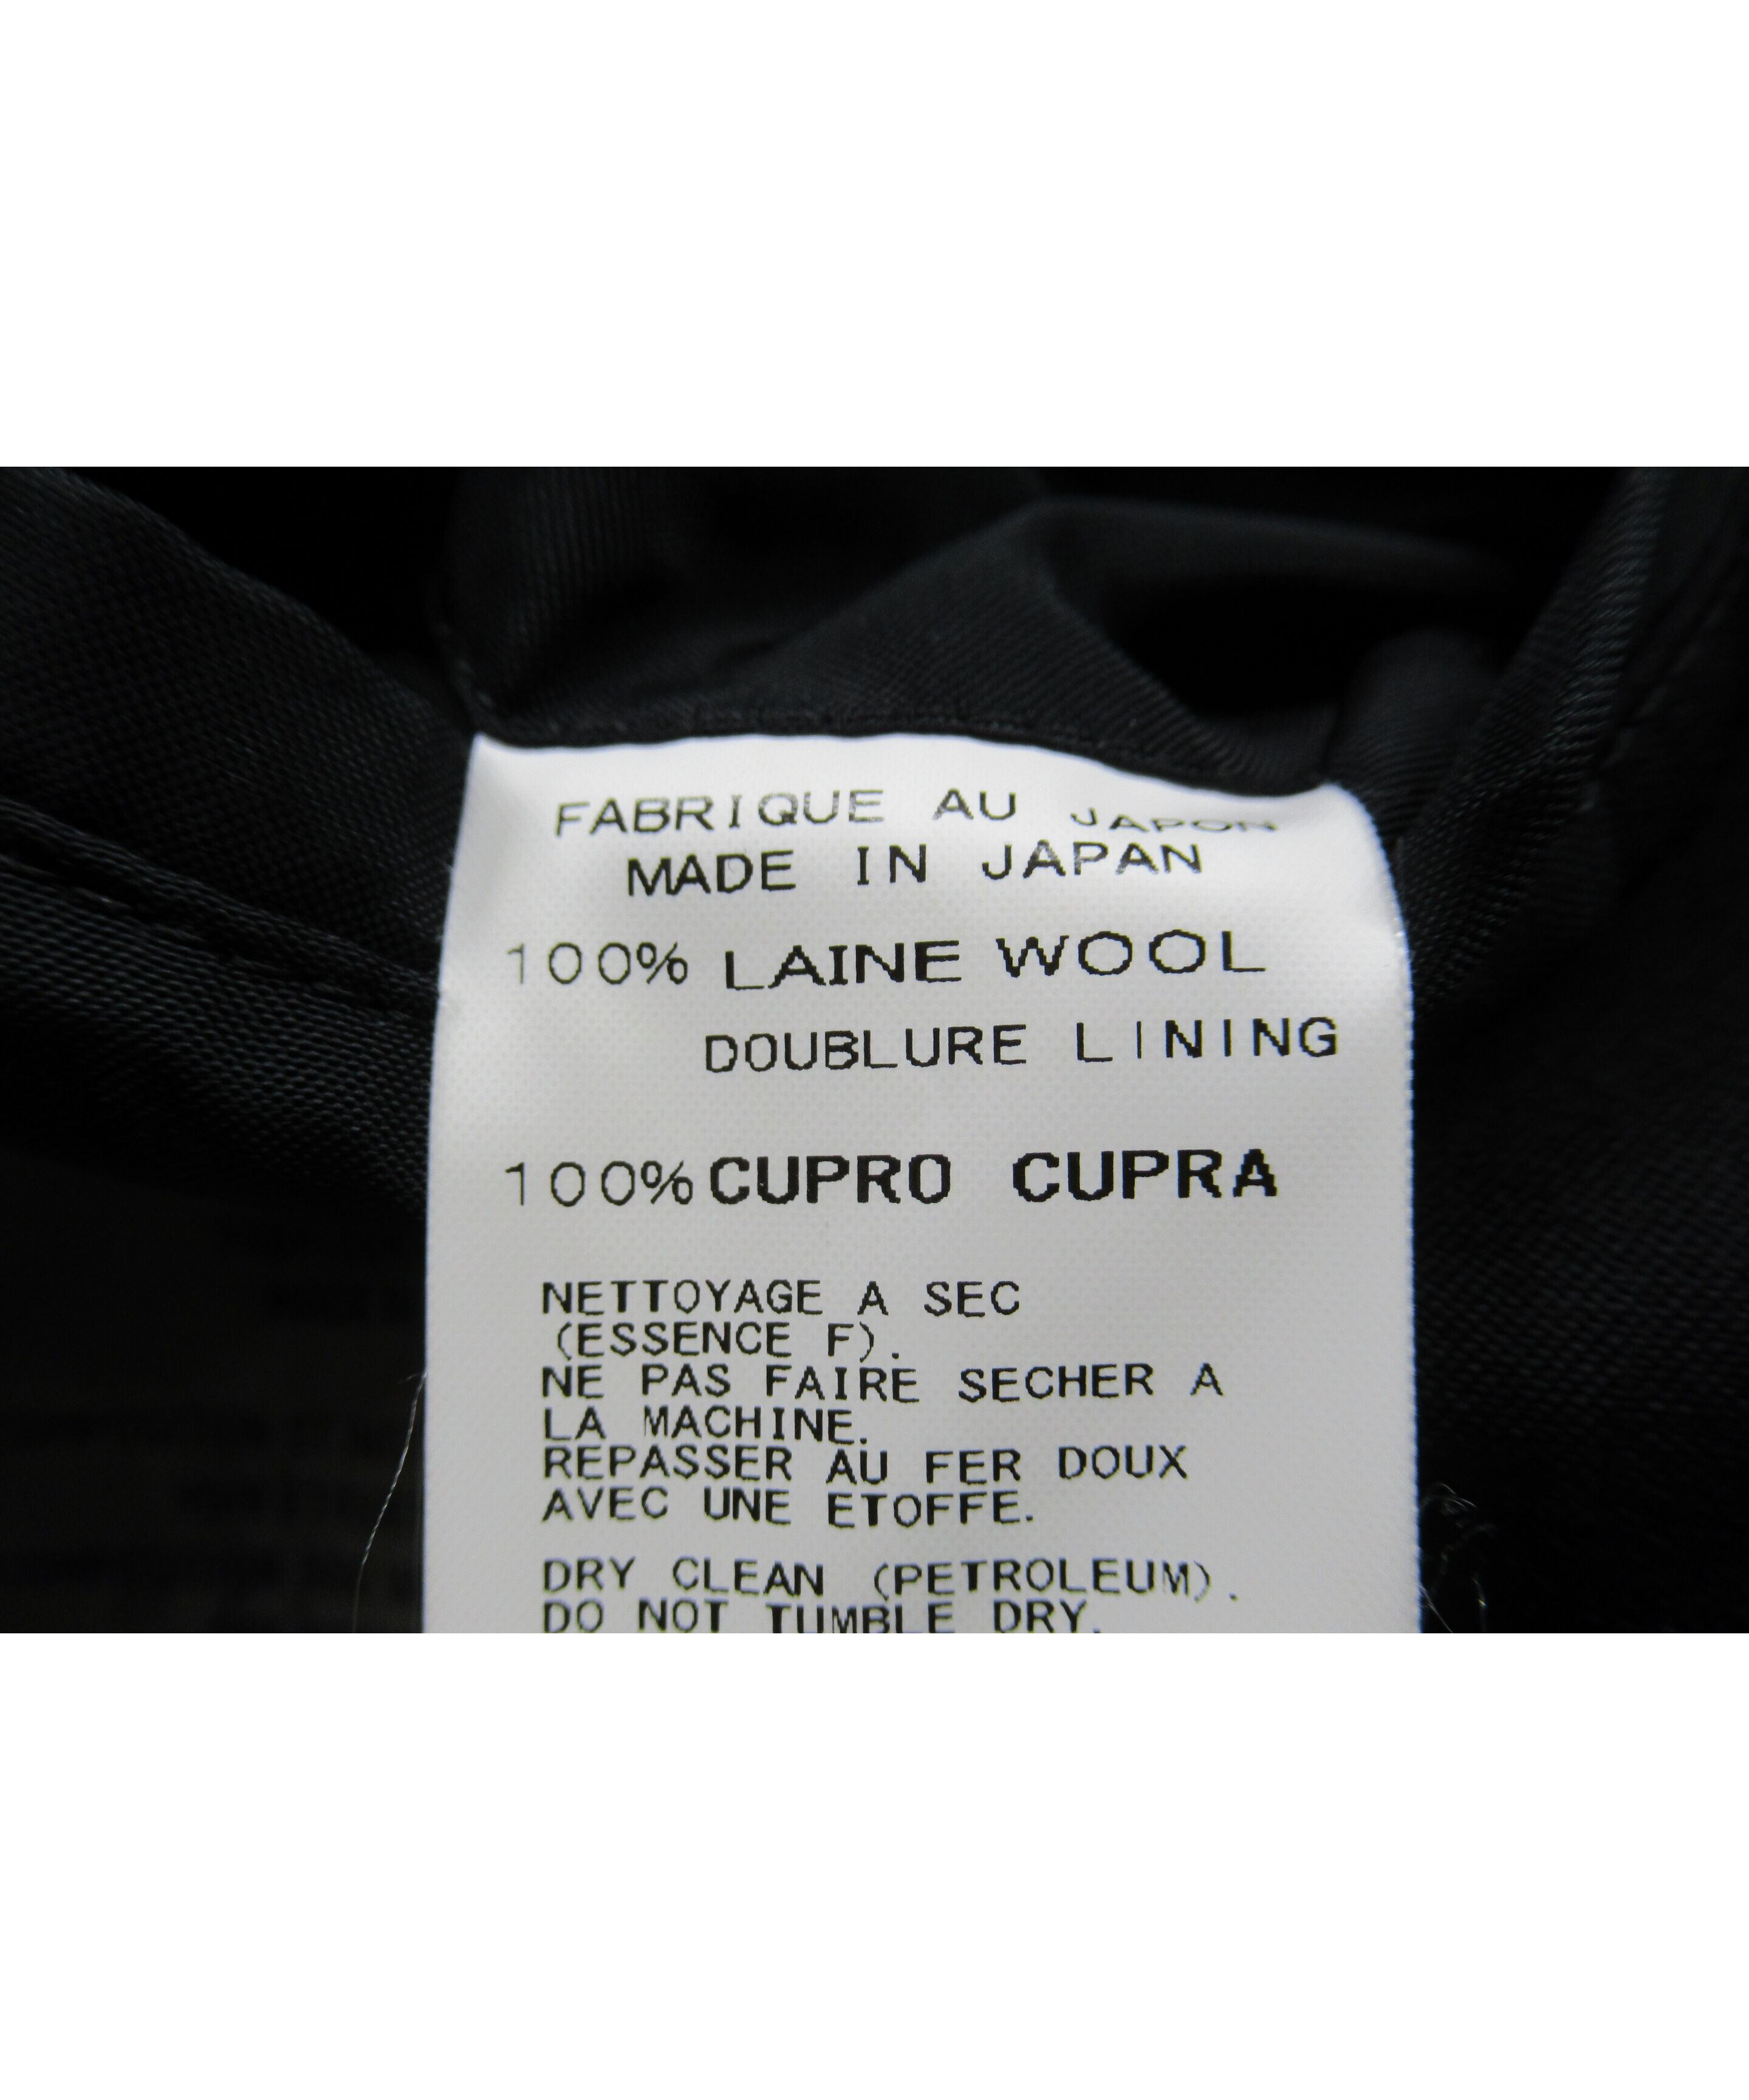 FABRIQUE AU JAPON
MADE IN JAPAN
100% LAINE WOOL
DOUBLURE LINING
100% CUPRO CUPRA
NETTOYAGE A SEC
(ESSENCE F).
NE PAS FAIRE SECHER A
LA MACHINE.
REPASSER AU FER DOUX
AVEC UNE ETOFFE.
DRY CLEAN (PETROLEUM).
DO NOT TUMBLE DRY.